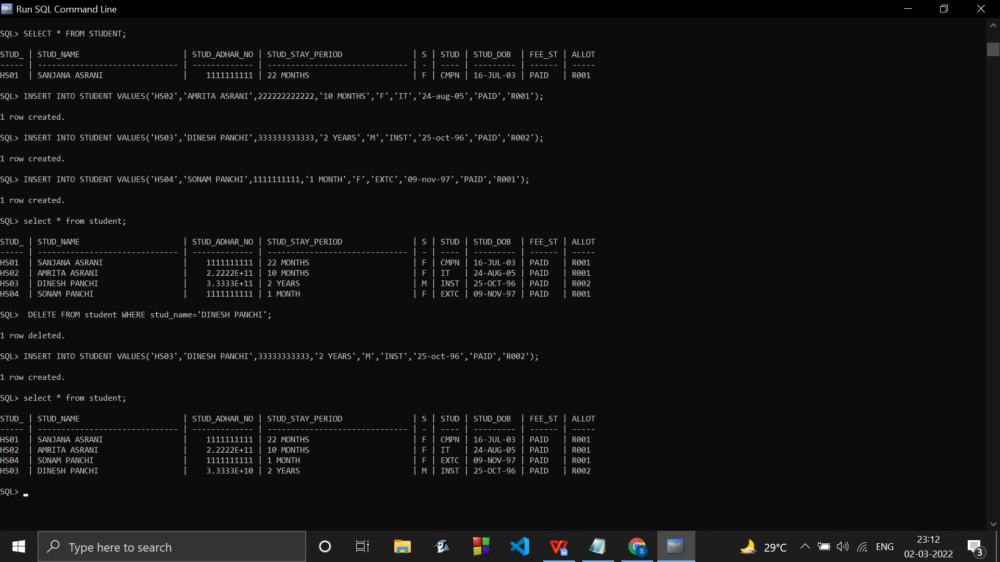 Run SQL Command Line
SQL> SELECT * FROM STUDENT;
STUD_ | STUD_NAME                      | STUD_ADHAR_NO | STUD_STAY_PERIOD               | S | STUD | STUD_DOB  | FEE_ST | ALLOT
----- | ------------------------------ | ------------- | ------------------------------ | - | ---- | --------- | ------ | -----
HS01  | SANJANA ASRANI                 |    1111111111 | 22 MONTHS                      | F | CMPN | 16-JUL-03 | PAID   | R001
SQL> INSERT INTO STUDENT VALUES('HS02','AMRITA ASRANI',222222222222,'10 MONTHS','F','IT','24-aug-05','PAID','R001');
1 row created.
SQL> INSERT INTO STUDENT VALUES('HS03','DINESH PANCHI',333333333333,'2 YEARS','M','INST','25-oct-96','PAID','R002');
1 row created.
SQL> INSERT INTO STUDENT VALUES('HS04','SONAM PANCHI',1111111111,'1 MONTH','F','EXTC','09-nov-97','PAID','R001');
1 row created.
SQL> select * from student;
STUD_ | STUD_NAME                      | STUD_ADHAR_NO | STUD_STAY_PERIOD               | S | STUD | STUD_DOB  | FEE_ST | ALLOT
----- | ------------------------------ | ------------- | ------------------------------ | - | ---- | --------- | ------ | -----
HS01  | SANJANA ASRANI                 |    1111111111 | 22 MONTHS                      | F | CMPN | 16-JUL-03 | PAID   | R001
HS02  | AMRITA ASRANI                  |    2.2222E+11 | 10 MONTHS                      | F | IT   | 24-AUG-05 | PAID   | R001
HS03  | DINESH PANCHI                  |    3.3333E+11 | 2 YEARS                        | M | INST | 25-OCT-96 | PAID   | R002
HS04  | SONAM PANCHI                   |    1111111111 | 1 MONTH                        | F | EXTC | 09-NOV-97 | PAID   | R001
SQL>  DELETE FROM student WHERE stud_name='DINESH PANCHI';
1 row deleted.
SQL> INSERT INTO STUDENT VALUES('HS03','DINESH PANCHI',33333333333,'2 YEARS','M','INST','25-oct-96','PAID','R002');
1 row created.
SQL> select * from student;
STUD_ | STUD_NAME                      | STUD_ADHAR_NO | STUD_STAY_PERIOD               | S | STUD | STUD_DOB  | FEE_ST | ALLOT
----- | ------------------------------ | ------------- | ------------------------------ | - | ---- | --------- | ------ | -----
HS01  | SANJANA ASRANI                 |    1111111111 | 22 MONTHS                      | F | CMPN | 16-JUL-03 | PAID   | R001
HS02  | AMRITA ASRANI                  |    2.2222E+11 | 10 MONTHS                      | F | IT   | 24-AUG-05 | PAID   | R001
HS04  | SONAM PANCHI                   |    1111111111 | 1 MONTH                        | F | EXTC | 09-NOV-97 | PAID   | R001
HS03  | DINESH PANCHI                  |    3.3333E+10 | 2 YEARS                        | M | INST | 25-OCT-96 | PAID   | R002
SQL>
Type here to search
29°C
ENG
23:12
02-03-2022
3